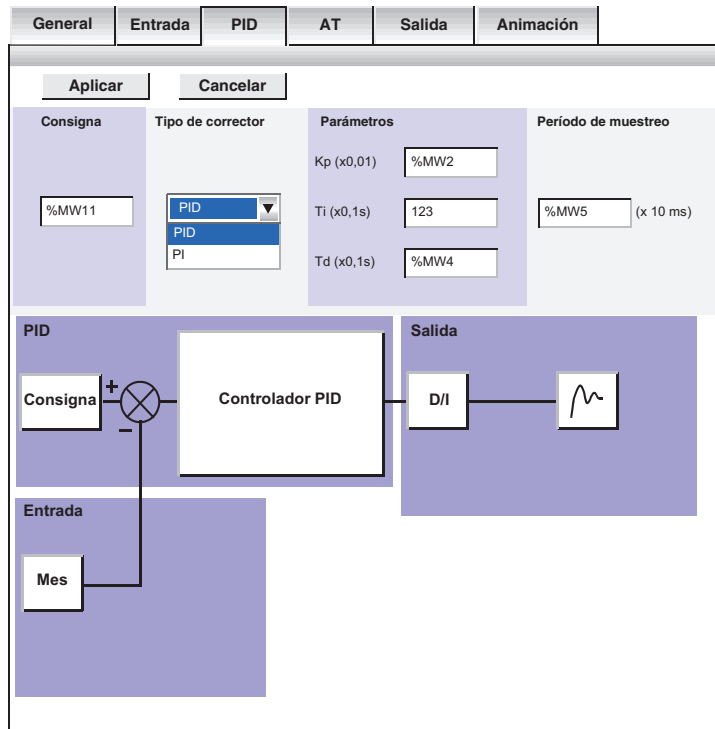 General Entrada PID AT Salida Animación
Aplicar Cancelar
Consigna Tipo de corrector Parámetros Período de muestreo
Kp (x0,01) %MW2
%MW11 PID Ti (x0,1s) 123 %MW5 (x 10 ms)
PID
PI Td (x0,1s) %MW4
PID Salida
Consigna + Controlador PID D/I
−
Entrada
Mes